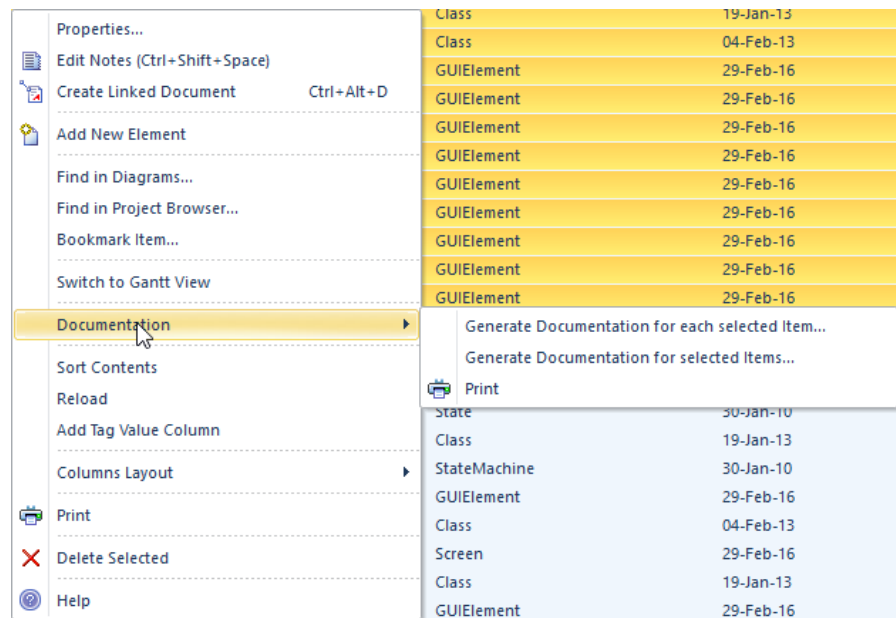 Properties...
Edit Notes (Ctrl+Shift+Space)
Create Linked Document Ctrl+Alt+D
Add New Element
Find in Diagrams...
Find in Project Browser...
Bookmark Item...
Switch to Gantt View
Documentation
Sort Contents
Reload
Add Tag Value Column
Columns Layout
Print
Delete Selected
Help
Class 19-Jan-13
Class 04-Feb-13
GUIElement 29-Feb-16
GUIElement 29-Feb-16
GUIElement 29-Feb-16
GUIElement 29-Feb-16
GUIElement 29-Feb-16
GUIElement 29-Feb-16
GUIElement 29-Feb-16
GUIElement 29-Feb-16
GUIElement 29-Feb-16
Generate Documentation for each selected Item...
Generate Documentation for selected Items...
Print
State 30-Jan-10
Class 19-Jan-13
StateMachine 30-Jan-10
GUIElement 29-Feb-16
Class 04-Feb-13
Screen 29-Feb-16
Class 19-Jan-13
GUIElement 29-Feb-16